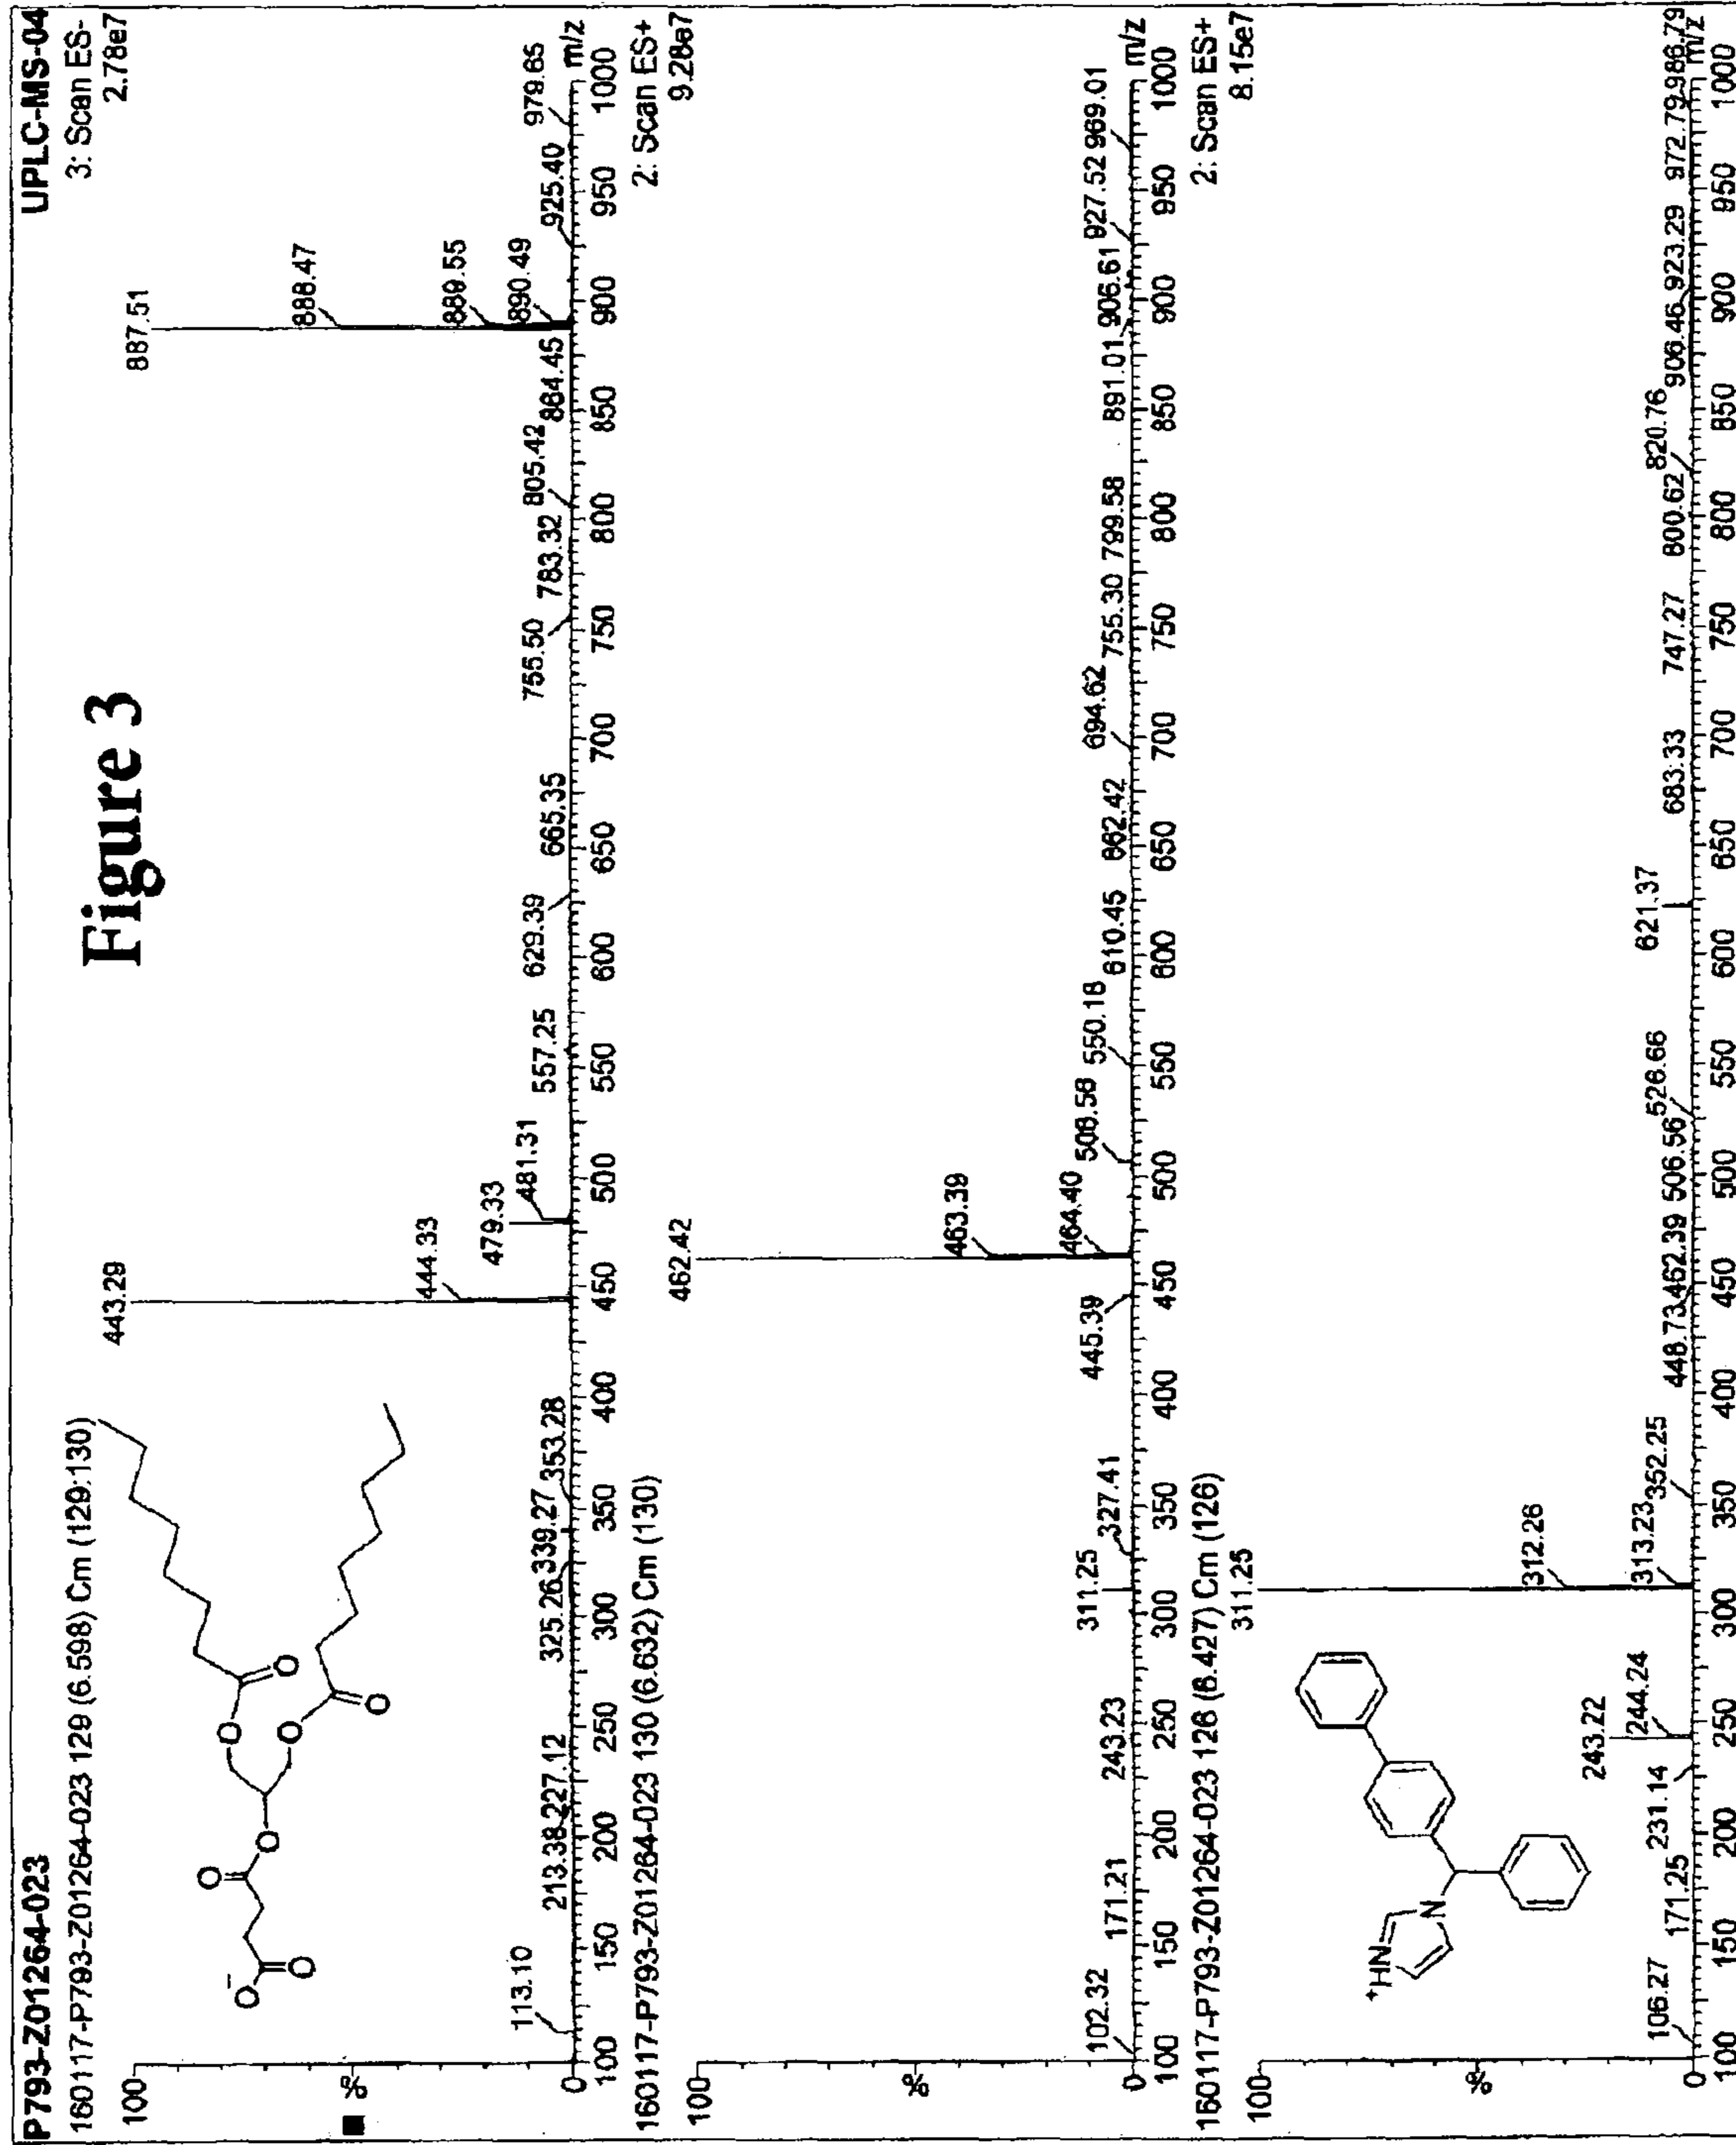 P793-Z01264-023
UPLC-MS-04
160117-P793-Z01264-023 129 (6.598) Cm (129:130)
3: Scan ES-
2.78e7
Figure 3
100
%
0
O⁻
O
O
O
O
O
O
O
113.10
213.38
227.12
325.26
339.27
353.28
443.29
444.33
479.33
481.31
557.25
629.39
665.35
755.50
783.32
805.42
864.45
887.51
888.47
889.55
890.49
925.40
979.65
100 150 200 250 300 350 400 450 500 550 600 650 700 750 800 850 900 950 1000
m/z
160117-P793-Z01264-023 130 (6.632) Cm (130)
2: Scan ES+
9.28e7
100
%
0
102.32
171.21
243.23
311.25
327.41
445.39
462.42
463.39
464.40
506.58
550.18
610.45
662.42
694.62
755.30
799.58
891.01
906.61
927.52
969.01
100 150 200 250 300 350 400 450 500 550 600 650 700 750 800 850 900 950 1000
m/z
160117-P793-Z01264-023 126 (6.427) Cm (126)
2: Scan ES+
8.15e7
100
%
0
⁺HN
N
106.27
171.25
231.14
243.22
244.24
311.25
312.26
313.23
352.25
448.73
462.39
506.56
526.66
621.37
683.33
747.27
800.62
820.76
906.46
923.29
972.79
986.79
100 150 200 250 300 350 400 450 500 550 600 650 700 750 800 850 900 950 1000
m/z